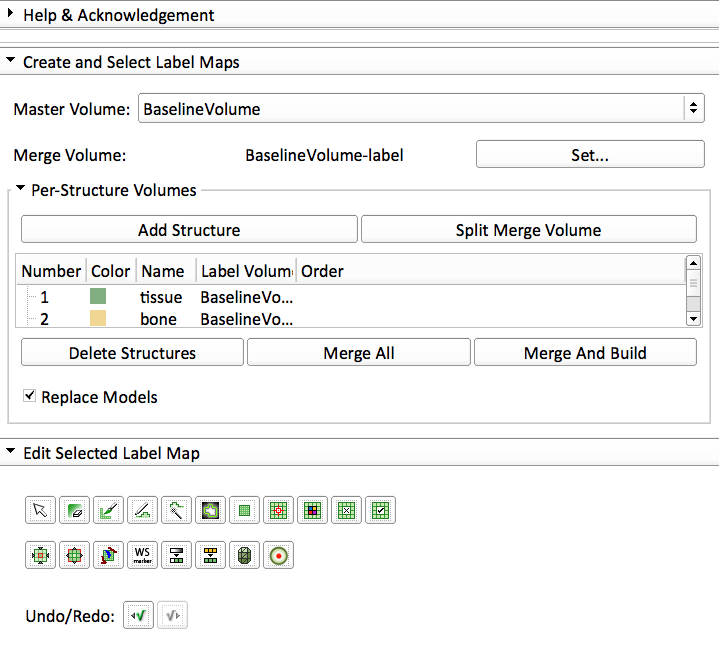 Help & Acknowledgement
Create and Select Label Maps
Master Volume: BaselineVolume
Merge Volume: BaselineVolume-label Set...
Per-Structure Volumes
Add Structure Split Merge Volume
Number Color Name Label Volum Order
1 tissue BaselineVo...
2 bone BaselineVo...
Delete Structures Merge All Merge And Build
Replace Models
Edit Selected Label Map
WS
marker
Undo/Redo: